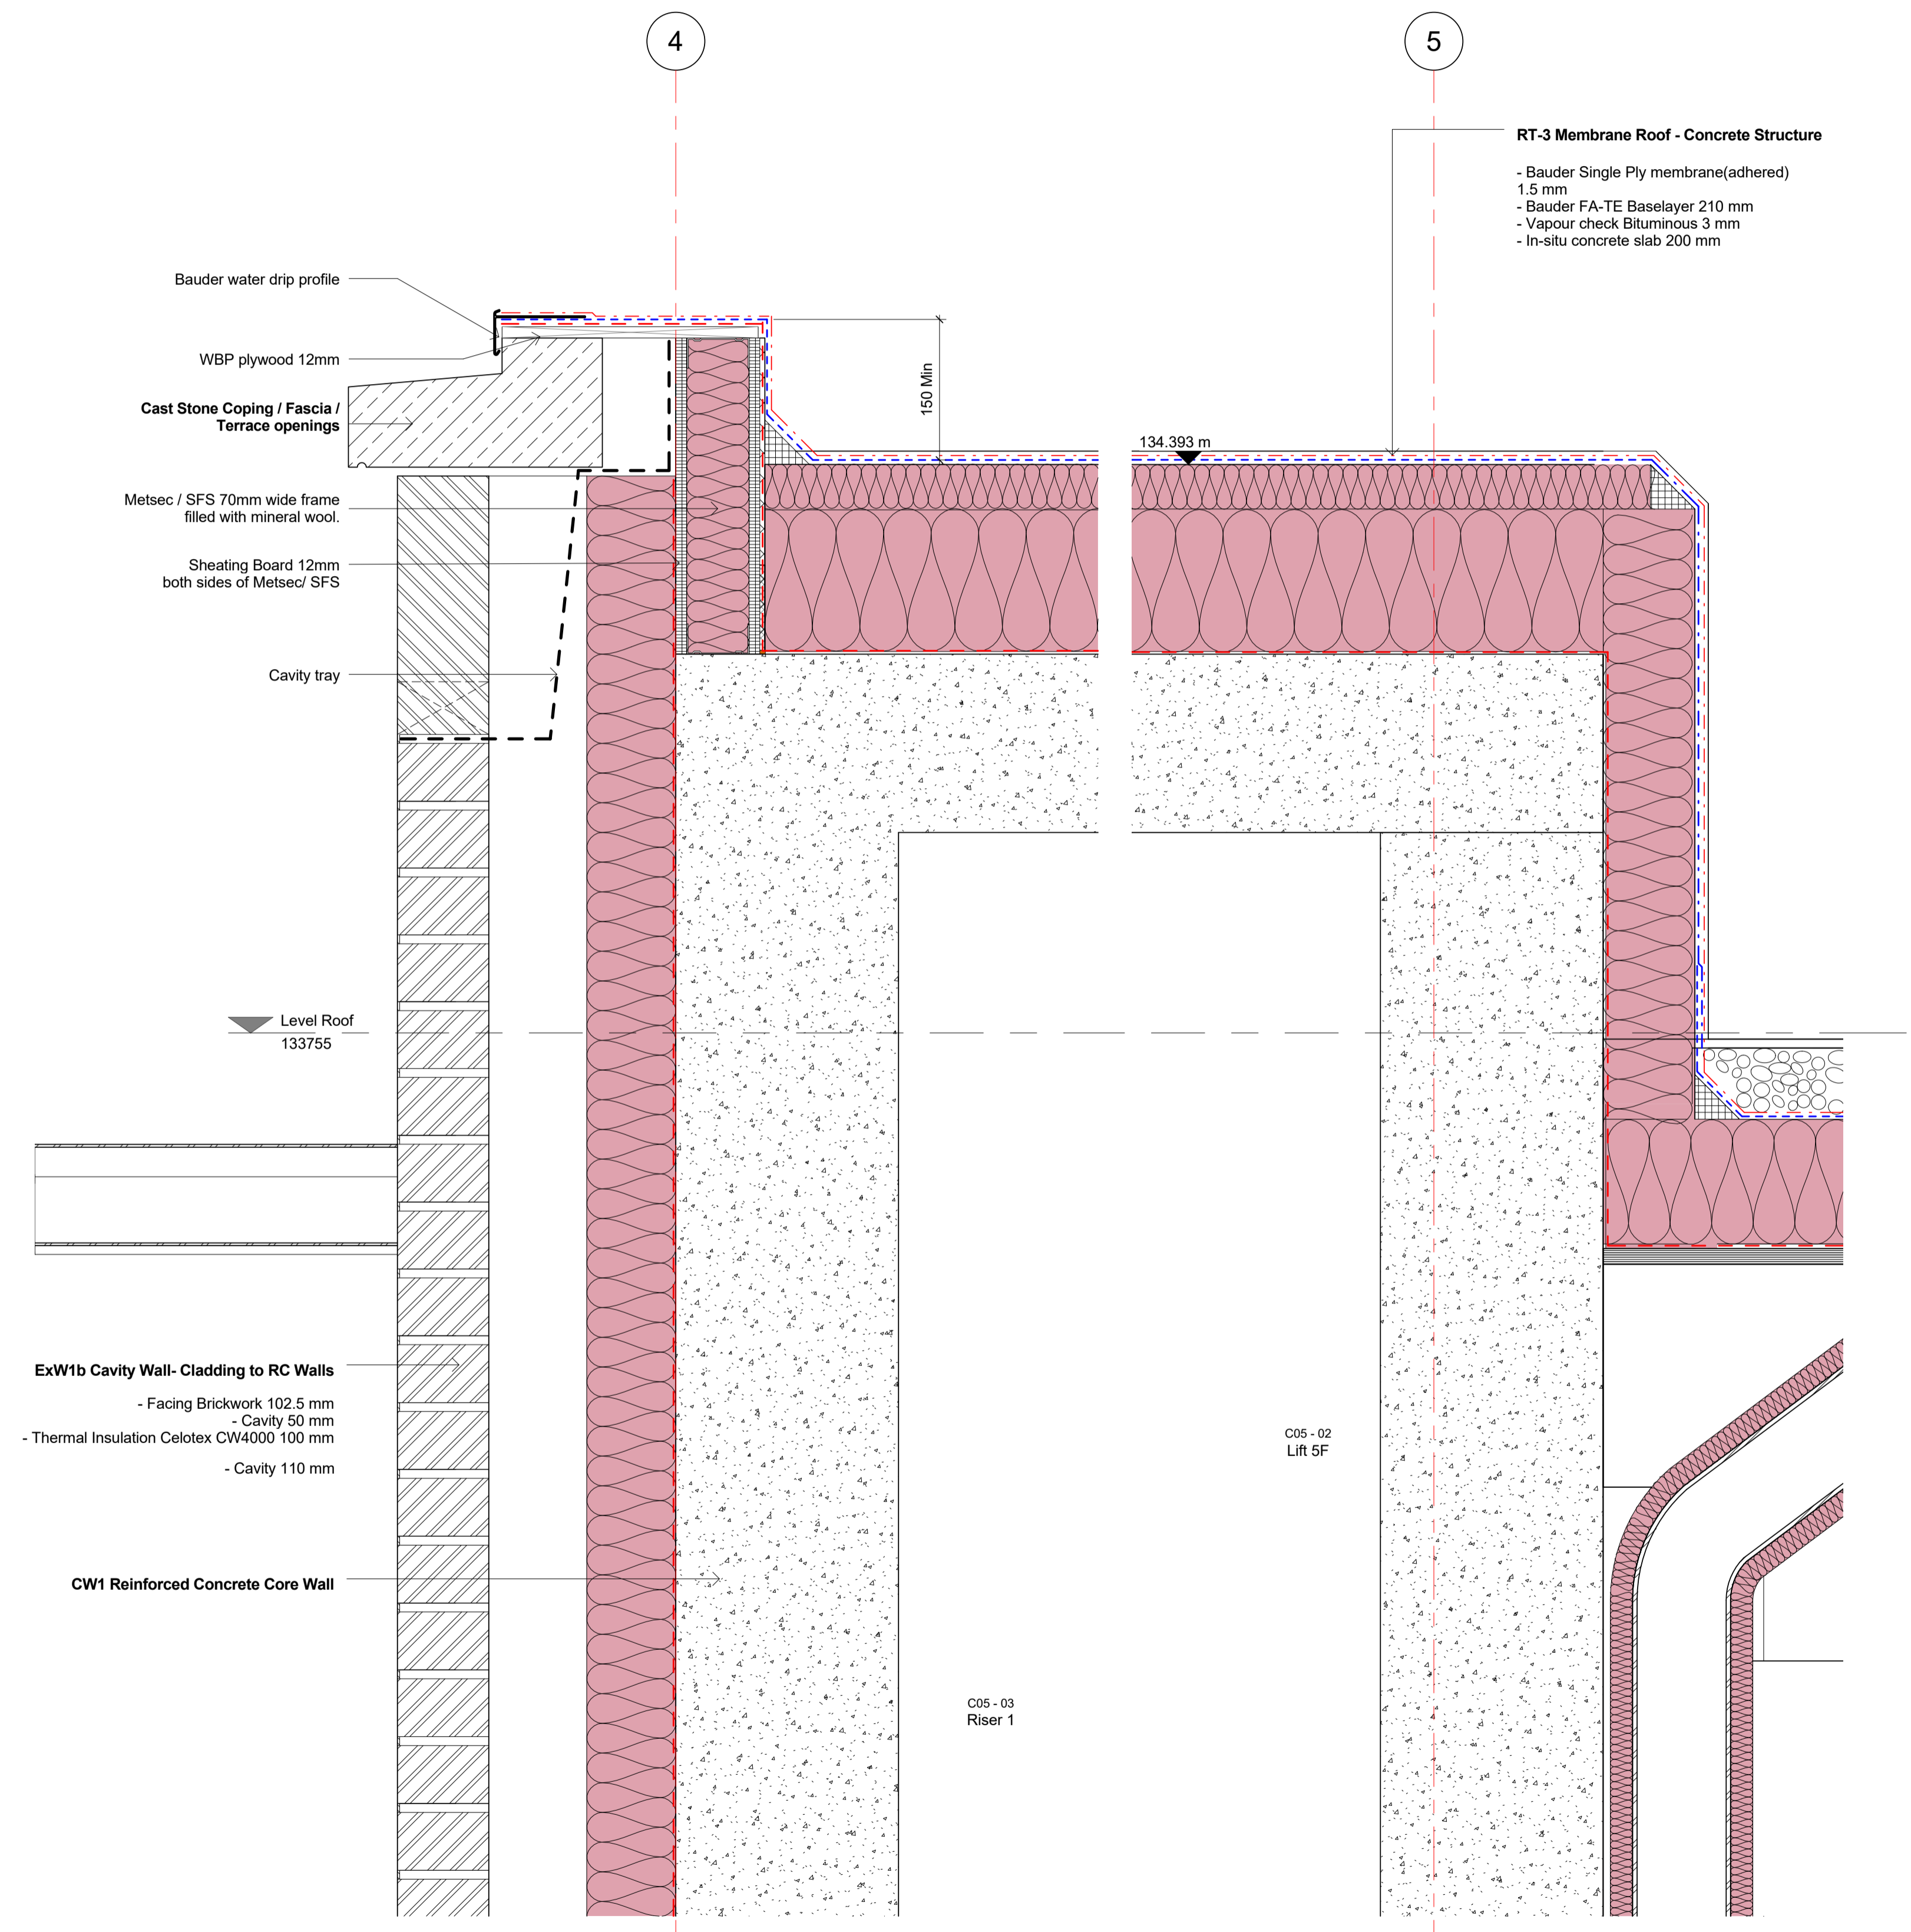 4
5
RT-3 Membrane Roof - Concrete Structure
- Bauder Single Ply membrane(adhered)
1.5 mm
- Bauder FA-TE Baselayer 210 mm
- Vapour check Bituminous 3 mm
- In-situ concrete slab 200 mm
Bauder water drip profile
WBP plywood 12mm
Cast Stone Coping / Fascia /
Terrace openings
150 Min
134.393 m
Metsec / SFS 70mm wide frame
filled with mineral wool.
Sheating Board 12mm
both sides of Metsec/ SFS
Cavity tray
Level Roof
133755
ExW1b Cavity Wall- Cladding to RC Walls
- Facing Brickwork 102.5 mm
- Cavity 50 mm
- Thermal Insulation Celotex CW4000 100 mm
- Cavity 110 mm
C05 - 02
Lift 5F
CW1 Reinforced Concrete Core Wall
C05 - 03
Riser 1